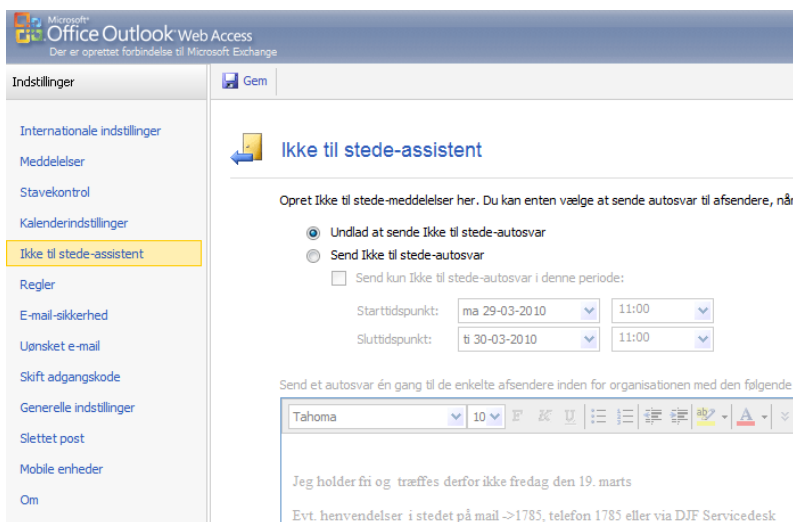 Microsoft®
Office Outlook® Web Access
Der er oprettet forbindelse til Microsoft Exchange
Indstillinger
Gem
Internationale indstillinger
Meddelelser
Stavekontrol
Kalenderindstillinger
Ikke til stede-assistent
Regler
E-mail-sikkerhed
Uønsket e-mail
Skift adgangskode
Generelle indstillinger
Slettet post
Mobile enheder
Om
Ikke til stede-assistent
Opret Ikke til stede-meddelelser her. Du kan enten vælge at sende autosvar til afsendere, når
Undlad at sende Ikke til stede-autosvar
Send Ikke til stede-autosvar
Send kun Ikke til stede-autosvar i denne periode:
Starttidspunkt: ma 29-03-2010 11:00
Sluttidspunkt: ti 30-03-2010 11:00
Send et autosvar én gang til de enkelte afsendere inden for organisationen med den følgende
Tahoma 10 F K U ab A
Jeg holder fri og træffes derfor ikke fredag den 19. marts
Evt. henvendelser i stedet på mail ->1785, telefon 1785 eller via DJF Servicedesk